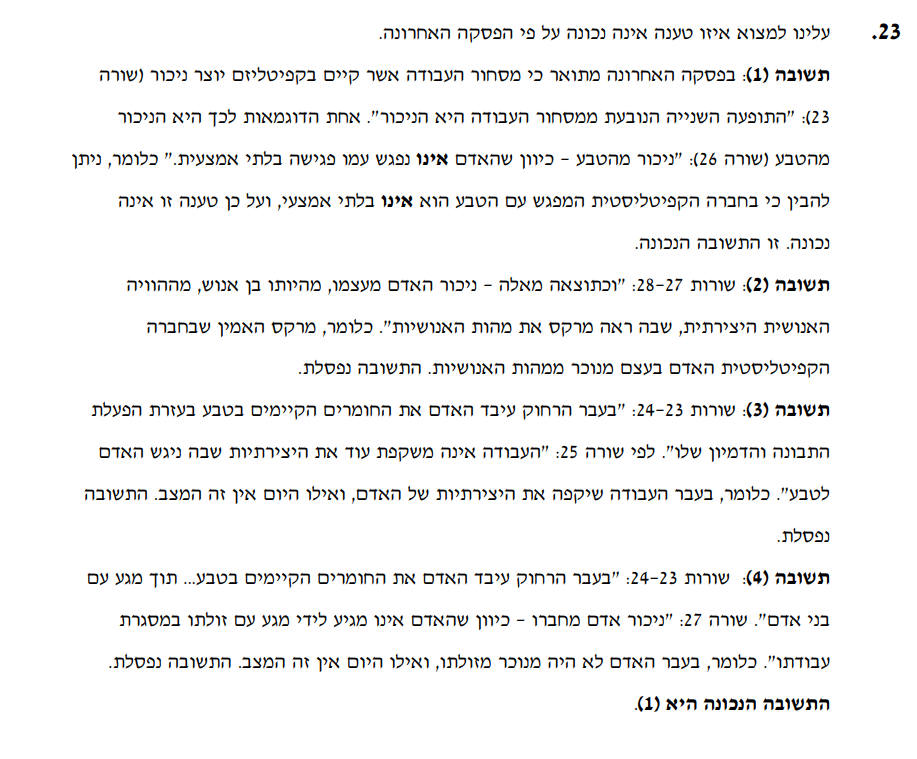 23. עלינו למצוא איזו טענה אינה נכונה על פי הפסקה האחרונה.
תשובה (1): בפסקה האחרונה מתואר כי מסחור העבודה אשר קיים בקפיטליזם יוצר ניכור (שורה
23): "התופעה השנייה הנובעת ממסחור העבודה היא הניכור". אחת הדוגמאות לכך היא הניכור
מהטבע (שורה 26): "ניכור מהטבע – כיוון שהאדם אינו נפגש עמו פגישה בלתי אמצעית." כלומר, ניתן
להבין כי בחברה הקפיטליסטית המפגש עם הטבע הוא אינו בלתי אמצעי, ועל כן טענה זו אינה
נכונה. זו התשובה הנכונה.
תשובה (2): שורות 27–28: "וכתוצאה מאלה – ניכור האדם מעצמו, מהיותו בן אנוש, מההוויה
האנושית היצירתית, שבה ראה מרקס את מהות האנושיות". כלומר, מרקס האמין שבחברה
הקפיטליסטית האדם בעצם מנוכר ממהות האנושיות. התשובה נפסלת.
תשובה (3): שורות 23–24: "בעבר הרחוק עיבד האדם את החומרים הקיימים בטבע בעזרת הפעלת
התבונה והדמיון שלו". לפי שורה 25: "העבודה אינה משקפת עוד את היצירתיות שבה ניגש האדם
לטבע". כלומר, בעבר העבודה שיקפה את היצירתיות של האדם, ואילו היום אין זה המצב. התשובה
נפסלת.
תשובה (4): שורות 23–24: "בעבר הרחוק עיבד האדם את החומרים הקיימים בטבע... תוך מגע עם
בני אדם". שורה 27: "ניכור אדם מחברו – כיוון שהאדם אינו מגיע לידי מגע עם זולתו במסגרת
עבודתו". כלומר, בעבר האדם לא היה מנוכר מזולתו, ואילו היום אין זה המצב. התשובה נפסלת.
התשובה הנכונה היא (1).